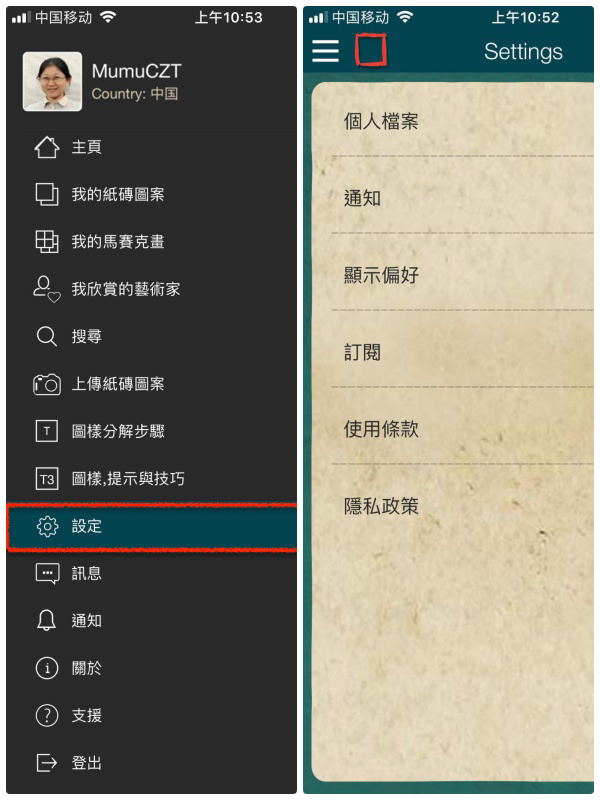 中国移动
上午10:53
MumuCZT
Country: 中国
主頁
我的紙磚圖案
我的馬賽克畫
我欣賞的藝術家
搜尋
上傳紙磚圖案
T
圖樣分解步驟
T3
圖樣,提示與技巧
設定
訊息
通知
關於
支援
登出
中国移动
上午10:52
Settings
個人檔案
通知
顯示偏好
訂閱
使用條款
隱私政策